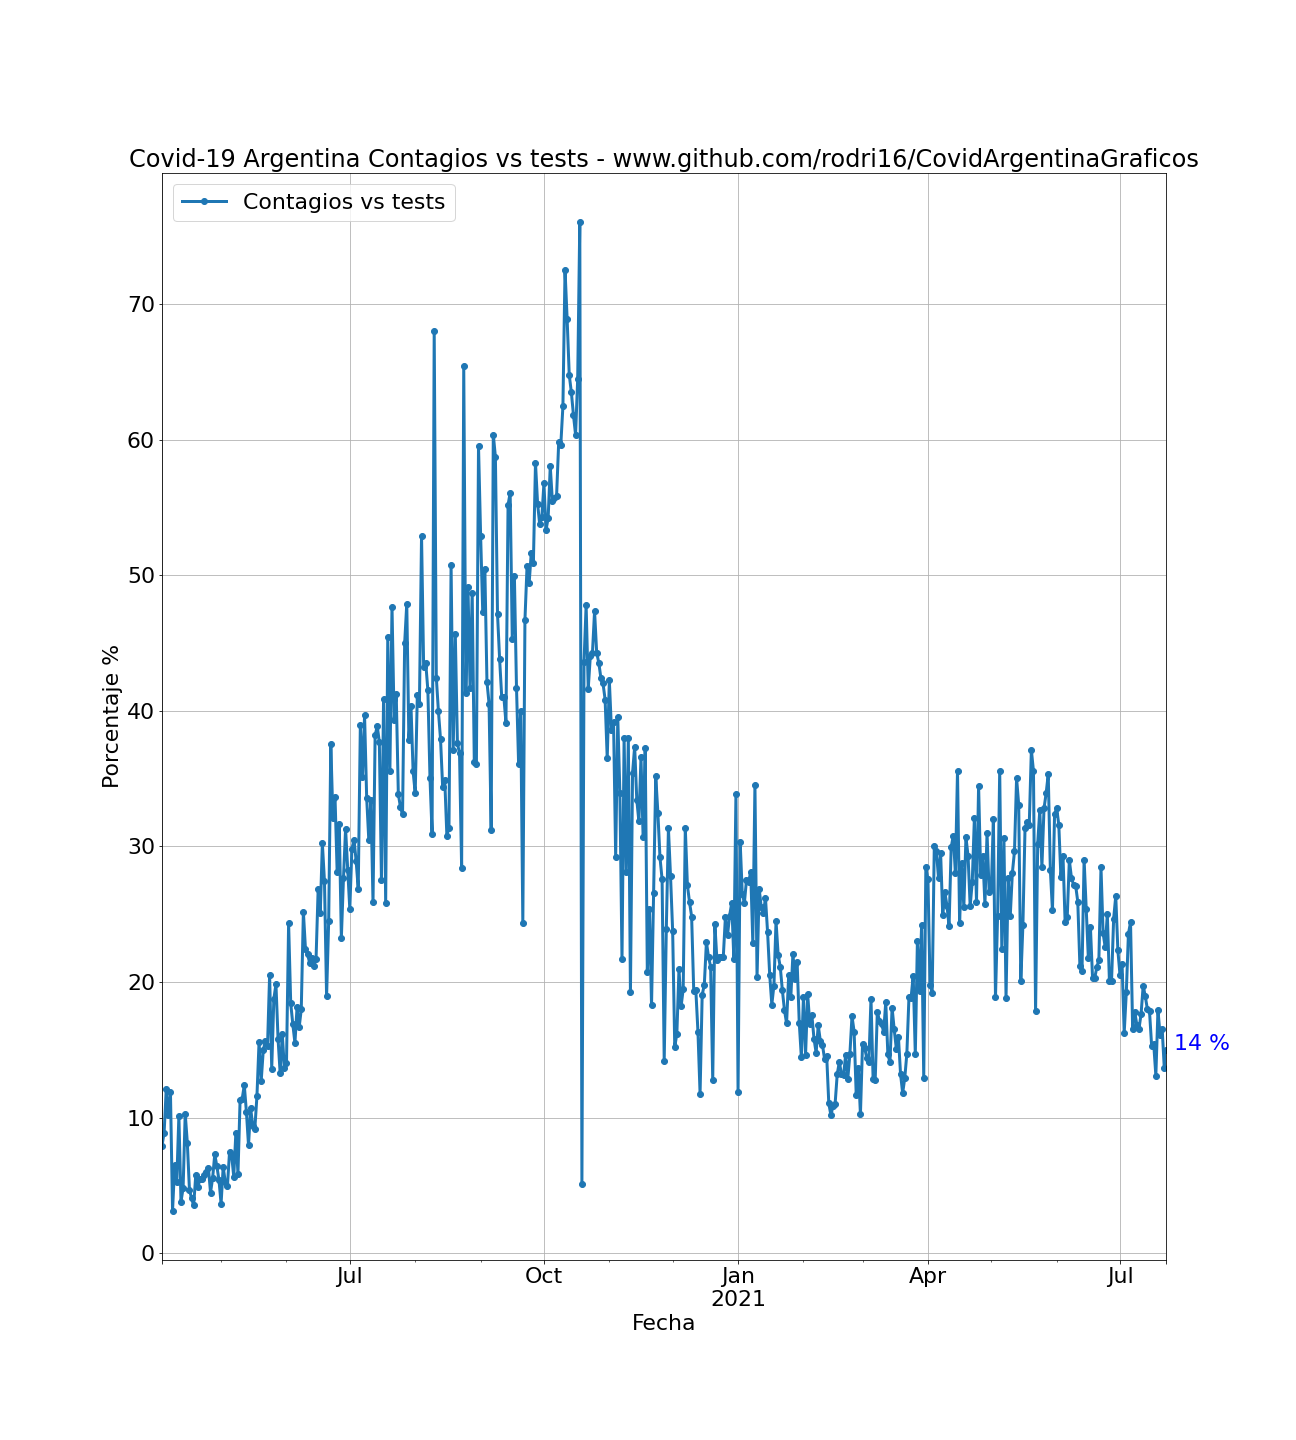 Covid-19 Argentina Contagios vs tests - www.github.com/rodri16/CovidArgentinaGraficos
Contagios vs tests
70
60
50
40
30
20
10
0
Porcentaje %
14 %
Jul
Oct
Jan
2021
Apr
Jul
Fecha